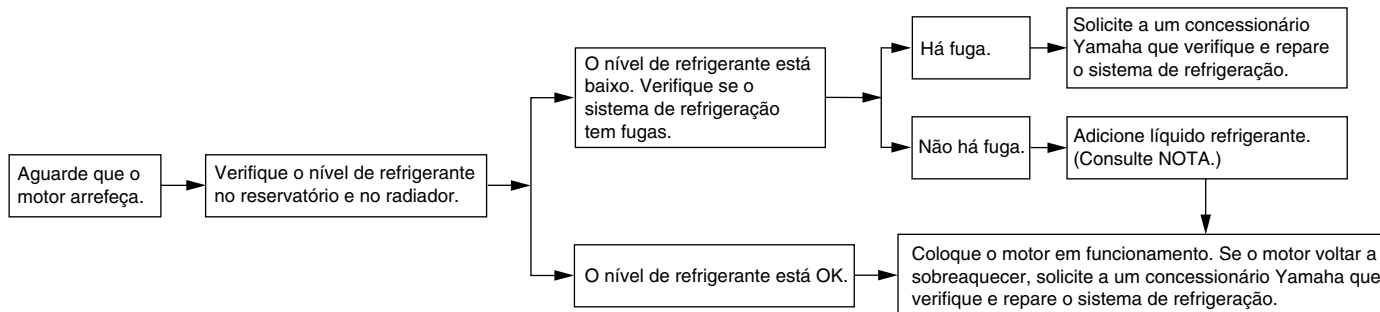 Aguarde que o
motor arrefeça.
Verifique o nível de refrigerante
no reservatório e no radiador.
O nível de refrigerante está
baixo. Verifique se o
sistema de refrigeração
tem fugas.
Há fuga.
Solicite a um concessionário
Yamaha que verifique e repare
o sistema de refrigeração.
Não há fuga.
Adicione líquido refrigerante.
(Consulte NOTA.)
O nível de refrigerante está OK.
Coloque o motor em funcionamento. Se o motor voltar a
sobreaquecer, solicite a um concessionário Yamaha que
verifique e repare o sistema de refrigeração.